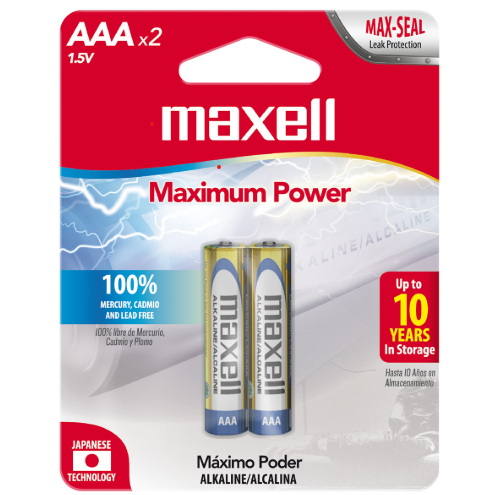 AAA x2
1.5V
MAX-SEAL
Leak Protection
maxell
Maximum Power
ALKALINE/ALCALINA
100%
MERCURY, CADMIO
AND LEAD FREE
100% libre de Mercurio,
Cadmio y Plomo
Up to
10
YEARS
In Storage
Hasta 10 Años en
Almacenamiento
maxell
ALKALINE/ALCALINE
AAA
maxell
ALKALINE/ALCALINE
AAA
JAPANESE
TECHNOLOGY
Máximo Poder
ALKALINE/ALCALINA